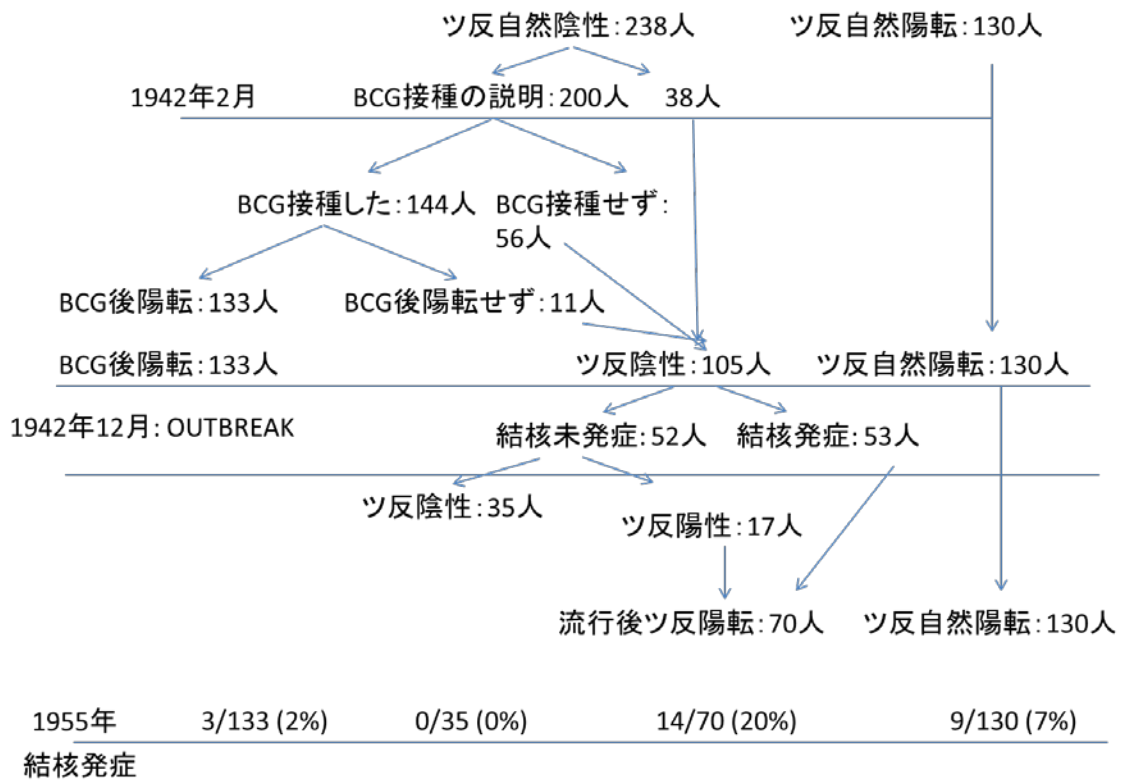 ツ反自然陰性：238人 ツ反自然陽転：130人
1942年2月 BCG接種の説明：200人 38人
BCG接種した：144人 BCG接種せず：
56人
BCG後陽転：133人 BCG後陽転せず：11人
BCG後陽転：133人 ツ反陰性：105人 ツ反自然陽転：130人
1942年12月: OUTBREAK
結核未発症：52人 結核発症：53人
ツ反陰性：35人
ツ反陽性：17人
流行後ツ反陽転：70人 ツ反自然陽転：130人
1955年 3/133 (2%) 0/35 (0%) 14/70 (20%) 9/130 (7%)
結核発症